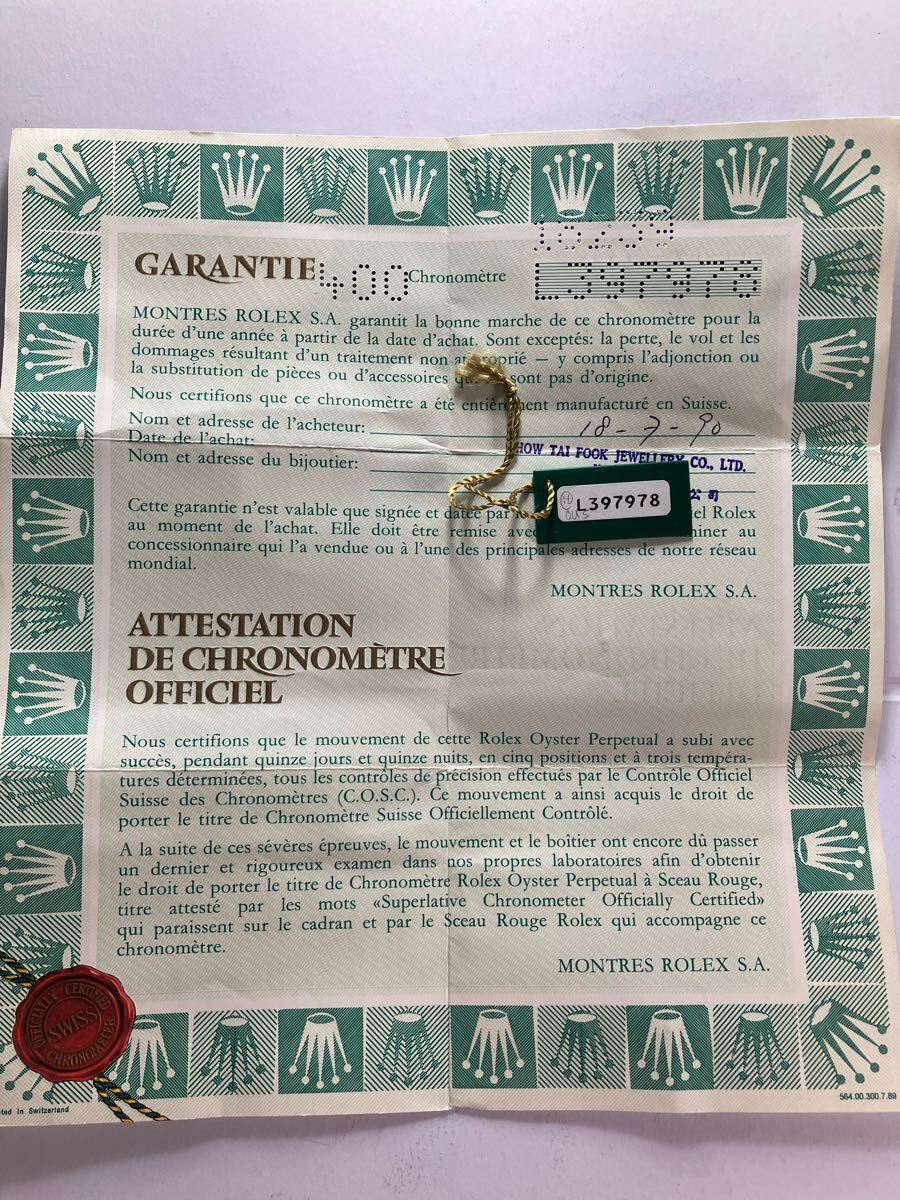 GARANTIE 400 Chronomètre L397978
MONTRES ROLEX S.A. garantit la bonne marche de ce chronomètre pour la
durée d'une année à partir de la date d'achat. Sont exceptés: la perte, le vol et les
dommages résultant d'un traitement non approprié — y compris l'adjonction ou
la substitution de pièces ou d'accessoires qui sont pas d'origine.
Nous certifions que ce chronomètre a été entièrement manufacturé en Suisse.
Nom et adresse de l'acheteur:
18-7-90
Date de l'achat:
HOW TAI FOOK JEWELLERY CO., LTD.
Nom et adresse du bijoutier:
公司
L397978
Cette garantie n'est valable que signée et datée par iel Rolex
au moment de l'achat. Elle doit être remise avec miner au
concessionnaire qui l'a vendue ou à l'une des principales adresses de notre réseau
mondial.
MONTRES ROLEX S.A.
ATTESTATION
DE CHRONOMÈTRE
OFFICIEL
Nous certifions que le mouvement de cette Rolex Oyster Perpetual a subi avec
succès, pendant quinze jours et quinze nuits, en cinq positions et à trois tempéra-
tures déterminées, tous les contrôles de précision effectués par le Contrôle Officiel
Suisse des Chronomètres (C.O.S.C.). Ce mouvement a ainsi acquis le droit de
porter le titre de Chronomètre Suisse Officiellement Contrôlé.
A la suite de ces sévères épreuves, le mouvement et le boîtier ont encore dû passer
un dernier et rigoureux examen dans nos propres laboratoires afin d'obtenir
le droit de porter le titre de Chronomètre Rolex Oyster Perpetual à Sceau Rouge,
titre attesté par les mots «Superlative Chronometer Officially Certified»
qui paraissent sur le cadran et par le Sceau Rouge Rolex qui accompagne ce
chronomètre.
MONTRES ROLEX S.A.
OFFICIALLY CERTIFIED
SWISS
CHRONOMETER
ted in Switzerland
564.00.300.7.89